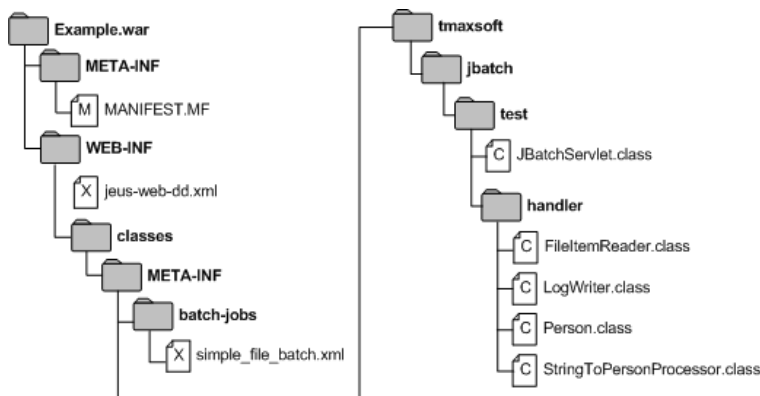 Example.war
META-INF
M MANIFEST.MF
WEB-INF
X jeus-web-dd.xml
classes
META-INF
batch-jobs
X simple_file_batch.xml
tmaxsoft
jbatch
test
C JBatchServlet.class
handler
C FileItemReader.class
C LogWriter.class
C Person.class
C StringToPersonProcessor.class